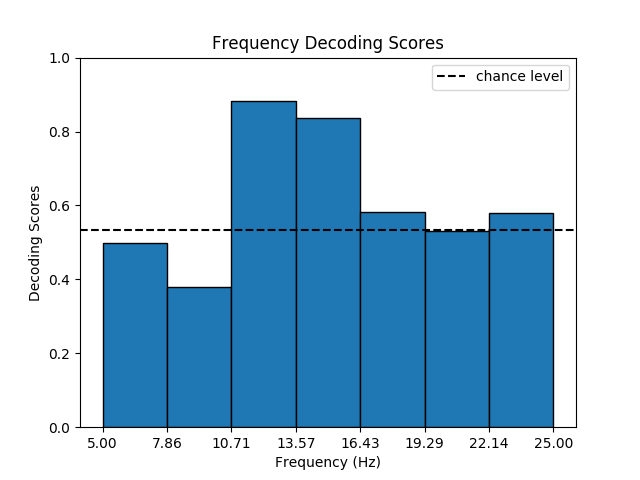 Frequency Decoding Scores
chance level
1.0
0.8
0.6
0.4
0.2
0.0
Decoding Scores
5.00 7.86 10.71 13.57 16.43 19.29 22.14 25.00
Frequency (Hz)